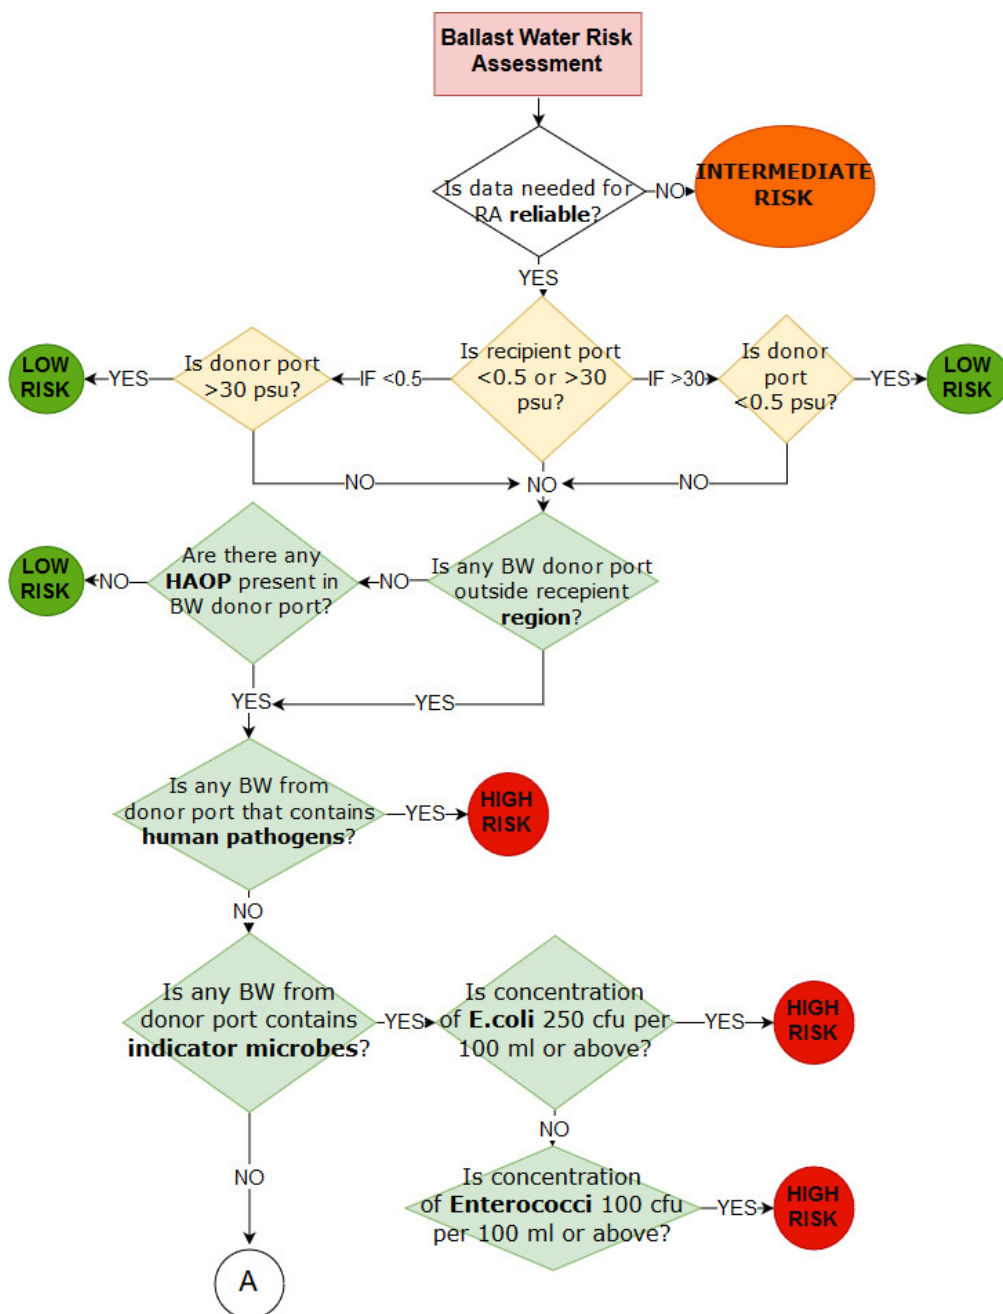 Ballast Water Risk
Assessment
Is data needed for
RA reliable?
NO
INTERMEDIATE
RISK
YES
LOW
RISK
YES
Is donor port
>30 psu?
IF <0.5
Is recipient port
<0.5 or >30
psu?
IF >30
Is donor
port
<0.5 psu?
YES
LOW
RISK
NO
NO
NO
LOW
RISK
NO
Are there any
HAOP present in
BW donor port?
NO
Is any BW donor port
outside recepient
region?
YES
YES
Is any BW from
donor port that contains
human pathogens?
YES
HIGH
RISK
NO
Is any BW from
donor port contains
indicator microbes?
YES
Is concentration
of E.coli 250 cfu per
100 ml or above?
YES
HIGH
RISK
NO
NO
Is concentration
of Enterococci 100 cfu
per 100 ml or above?
YES
HIGH
RISK
A